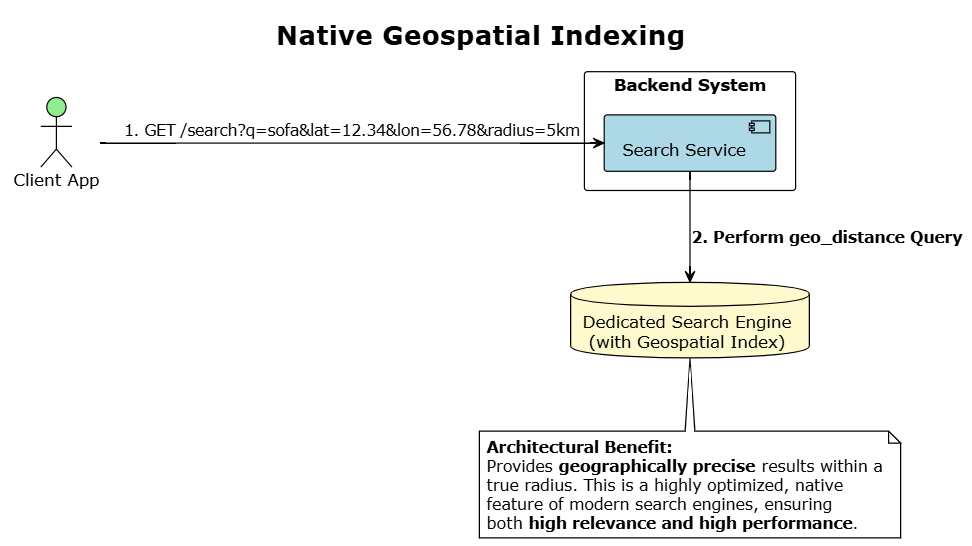 Native Geospatial Indexing
Backend System
1. GET /search?q=sofa&lat=12.34&lon=56.78&radius=5km
Search Service
Client App
2. Perform geo_distance Query
Dedicated Search Engine
(with Geospatial Index)
Architectural Benefit:
Provides geographically precise results within a
true radius. This is a highly optimized, native
feature of modern search engines, ensuring
both high relevance and high performance.